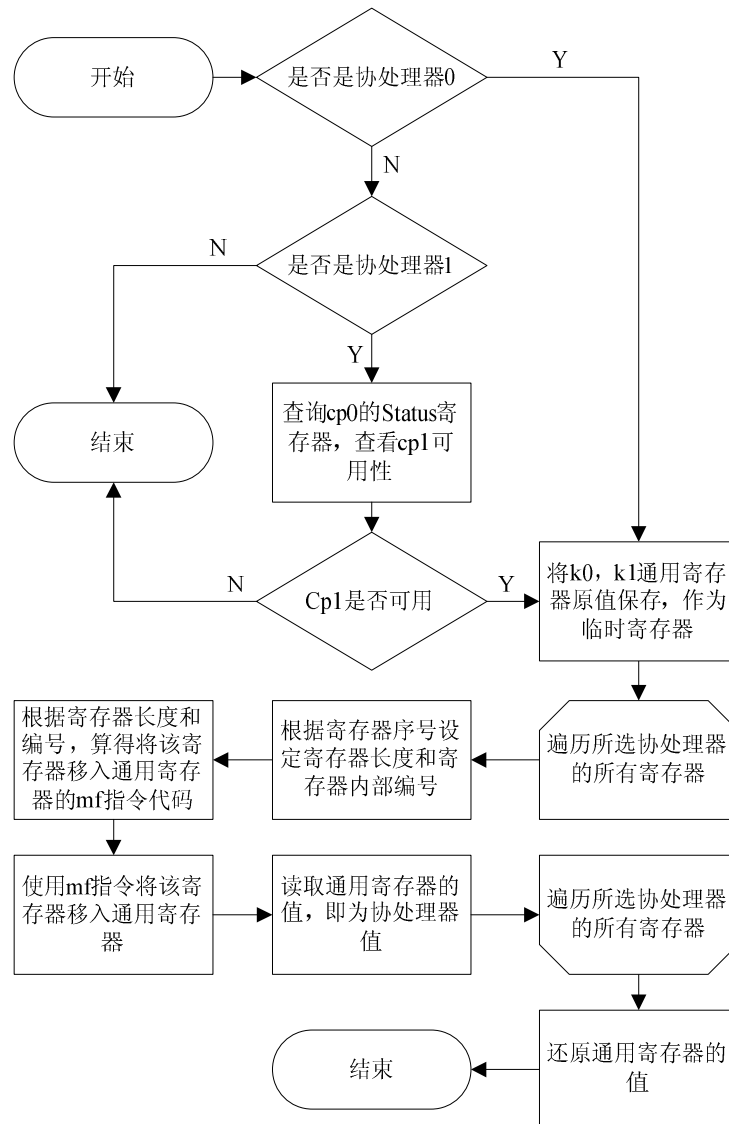 开始
是否是协处理器0
Y
N
是否是协处理器1
N
Y
查询cp0的Status寄
存器，查看cp1可
用性
结束
Cp1是否可用
N
Y
将k0，k1通用寄存
器原值保存，作为
临时寄存器
遍历所选协处理器
的所有寄存器
根据寄存器序号设
定寄存器长度和寄
存器内部编号
根据寄存器长度和
编号，算得将该寄
存器移入通用寄存
器的mf指令代码
使用mf指令将该寄
存器移入通用寄存
器
读取通用寄存器的
值，即为协处理器
值
遍历所选协处理器
的所有寄存器
还原通用寄存器的
值
结束